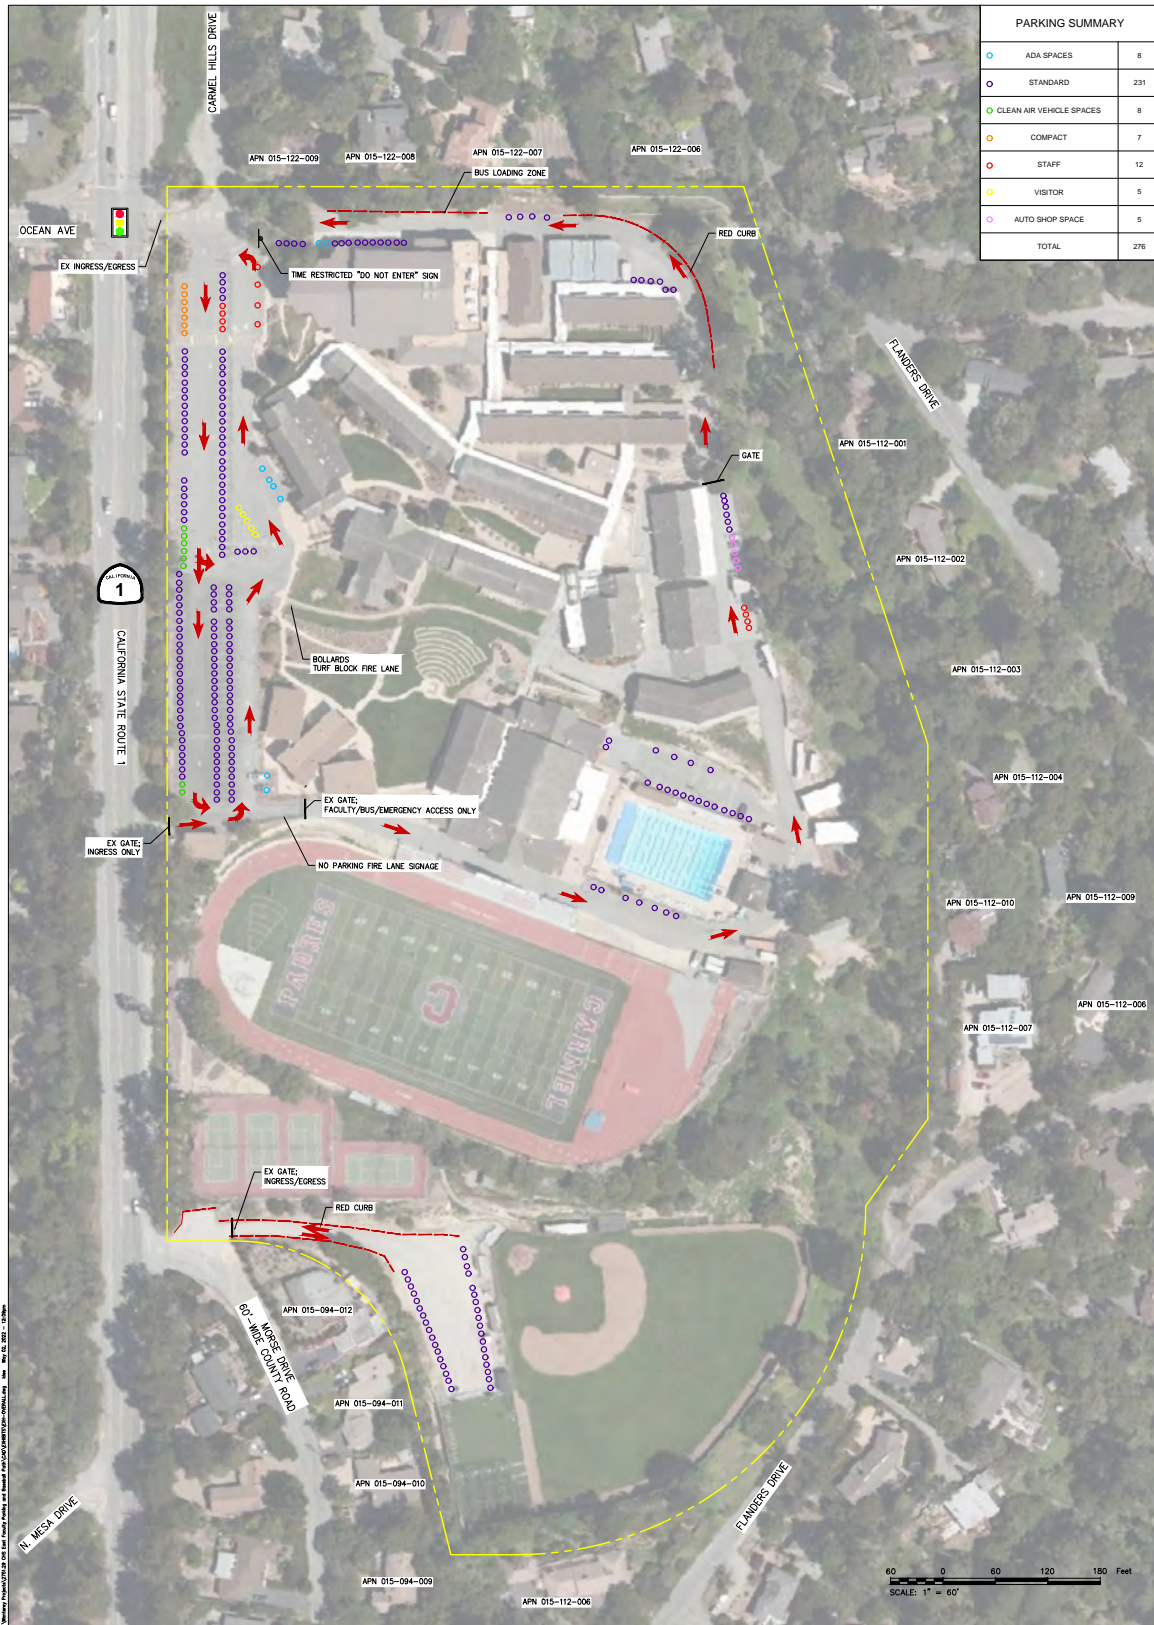 PARKING SUMMARY
ADA SPACES 8
STANDARD 231
CLEAN AIR VEHICLE SPACES 8
COMPACT 7
STAFF 12
VISITOR 5
AUTO SHOP SPACE 5
TOTAL 276
CARMEL HILLS DRIVE
APN 015-122-009
APN 015-122-008
APN 015-122-007
APN 015-122-006
BUS LOADING ZONE
OCEAN AVE
RED CURB
EX INGRESS/EGRESS
TIME RESTRICTED "DO NOT ENTER" SIGN
FLANDERS DRIVE
APN 015-112-001
GATE
APN 015-112-002
CALIFORNIA
1
CALIFORNIA STATE ROUTE 1
BOLLARDS
TURF BLOCK FIRE LANE
APN 015-112-003
APN 015-112-004
EX GATE;
FACULTY/BUS/EMERGENCY ACCESS ONLY
EX GATE;
INGRESS ONLY
NO PARKING FIRE LANE SIGNAGE
APN 015-112-009
APN 015-112-010
PADRES
C
CARMEL
APN 015-112-006
APN 015-112-007
EX GATE;
INGRESS/EGRESS
RED CURB
APN 015-094-012
MORSE DRIVE
60'-WIDE COUNTY ROAD
APN 015-094-011
APN 015-094-010
N. MESA DRIVE
FLANDERS DRIVE
APN 015-094-009
APN 015-112-006
60 0 60 120 180 Feet
SCALE: 1" = 60'